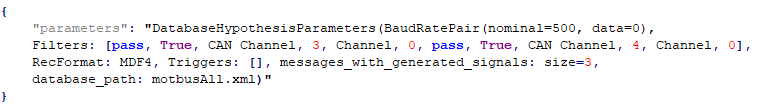 {
    "parameters": "DatabaseHypothesisParameters(BaudRatePair(nominal=500, data=0),
    Filters: [pass, True, CAN Channel, 3, Channel, 0, pass, True, CAN Channel, 4, Channel, 0],
    RecFormat: MDF4, Triggers: [], messages_with_generated_signals: size=3,
    database_path: motbusAll.xml)"
}